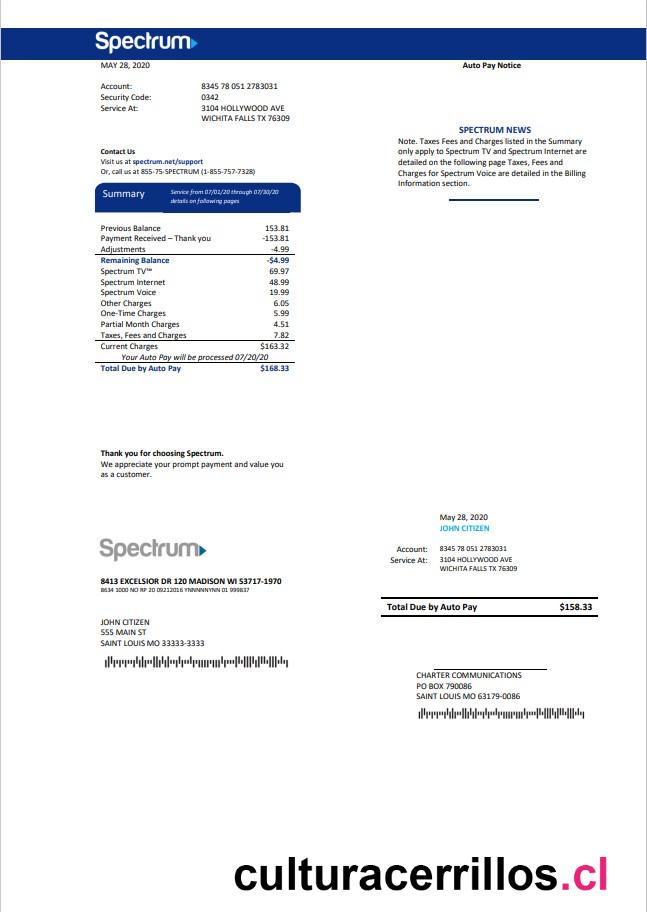 Spectrum
MAY 28, 2020
Auto Pay Notice
Account: 8345 78 051 2783031
Security Code: 0342
Service At: 3104 HOLLYWOOD AVE
WICHITA FALLS TX 76309
SPECTRUM NEWS
Note. Taxes Fees and Charges listed in the Summary
only apply to Spectrum TV and Spectrum Internet are
detailed on the following page Taxes, Fees and
Charges for Spectrum Voice are detailed in the Billing
Information section.
Contact Us
Visit us at spectrum.net/support
Or, call us at 855-75-SPECTRUM (1-855-757-7328)
Summary
Service from 07/01/20 through 07/30/20
details on following pages
Previous Balance 153.81
Payment Received – Thank you -153.81
Adjustments -4.99
Remaining Balance -$4.99
Spectrum TV™ 69.97
Spectrum Internet 48.99
Spectrum Voice 19.99
Other Charges 6.05
One-Time Charges 5.99
Partial Month Charges 4.51
Taxes, Fees and Charges 7.82
Current Charges $163.32
Your Auto Pay will be processed 07/20/20
Total Due by Auto Pay $168.33
Thank you for choosing Spectrum.
We appreciate your prompt payment and value you
as a customer.
May 28, 2020
JOHN CITIZEN
Account: 8345 78 051 2783031
Service At: 3104 HOLLYWOOD AVE
WICHITA FALLS TX 76309
Spectrum
8413 EXCELSIOR DR 120 MADISON WI 53717-1970
8634 1000 NO RP 20 09212016 YNNNNNYNN 01 999837
Total Due by Auto Pay $158.33
JOHN CITIZEN
555 MAIN ST
SAINT LOUIS MO 33333-3333
CHARTER COMMUNICATIONS
PO BOX 790086
SAINT LOUIS MO 63179-0086
culturacerrillos.cl